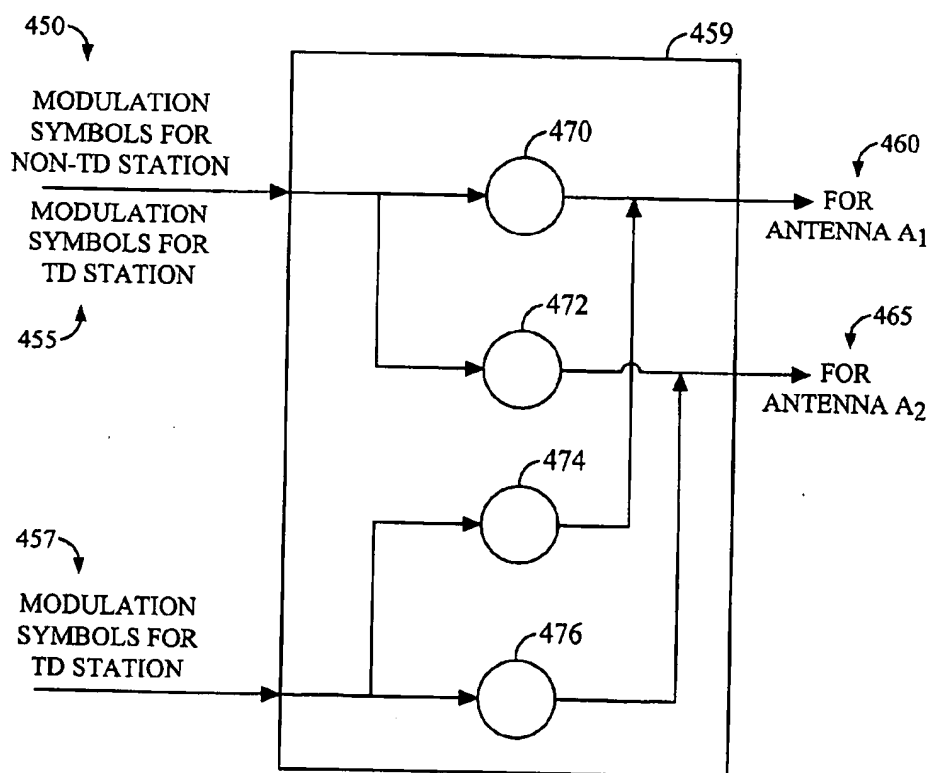 450
459
MODULATION
SYMBOLS FOR
NON-TD STATION
470
460
FOR
ANTENNA A1
MODULATION
SYMBOLS FOR
TD STATION
455
472
465
FOR
ANTENNA A2
474
457
MODULATION
SYMBOLS FOR
TD STATION
476